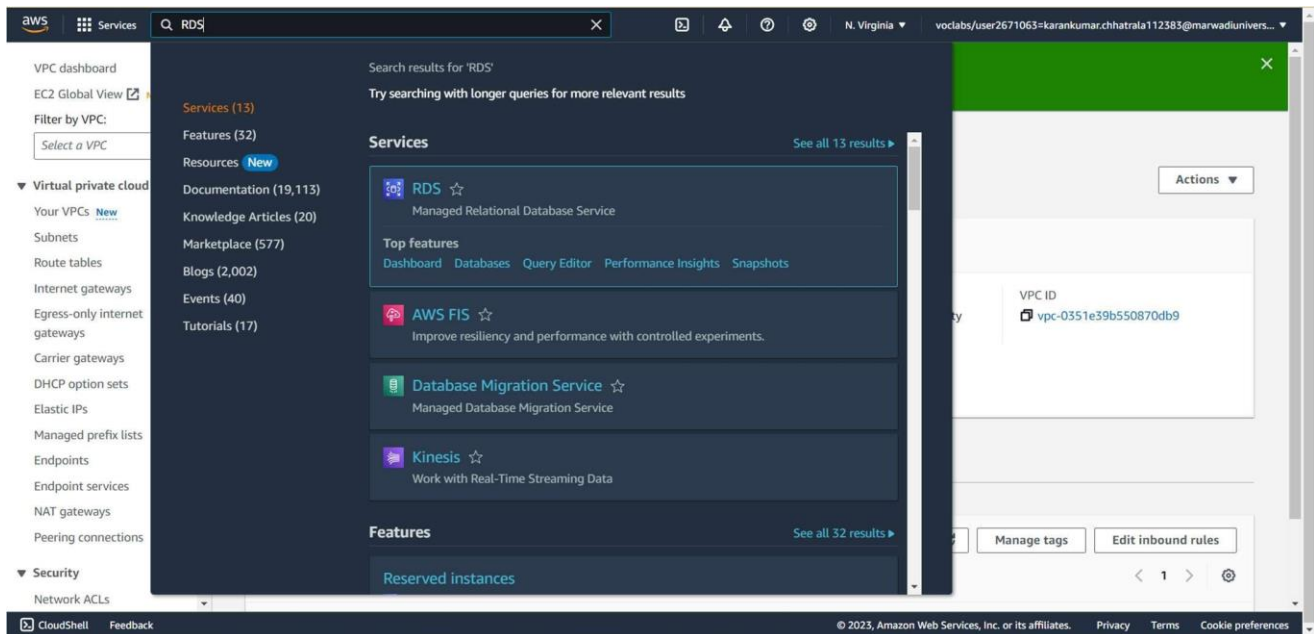 aws
Services
RDS
N. Virginia
voclabs/user2671063=karankumar.chhatrala112383@marwadiunivers...
VPC dashboard
EC2 Global View
Filter by VPC:
Select a VPC
Virtual private cloud
Your VPCs New
Subnets
Route tables
Internet gateways
Egress-only internet
gateways
Carrier gateways
DHCP option sets
Elastic IPs
Managed prefix lists
Endpoints
Endpoint services
NAT gateways
Peering connections
Security
Network ACLs
Services (13)
Features (32)
Resources New
Documentation (19,113)
Knowledge Articles (20)
Marketplace (577)
Blogs (2,002)
Events (40)
Tutorials (17)
Search results for 'RDS'
Try searching with longer queries for more relevant results
Services
See all 13 results
RDS
Managed Relational Database Service
Top features
Dashboard Databases Query Editor Performance Insights Snapshots
AWS FIS
Improve resiliency and performance with controlled experiments.
Database Migration Service
Managed Database Migration Service
Kinesis
Work with Real-Time Streaming Data
Features
See all 32 results
Reserved instances
Actions
VPC ID
vpc-0351e39b550870db9
Manage tags
Edit inbound rules
1
CloudShell
Feedback
© 2023, Amazon Web Services, Inc. or its affiliates.
Privacy
Terms
Cookie preferences